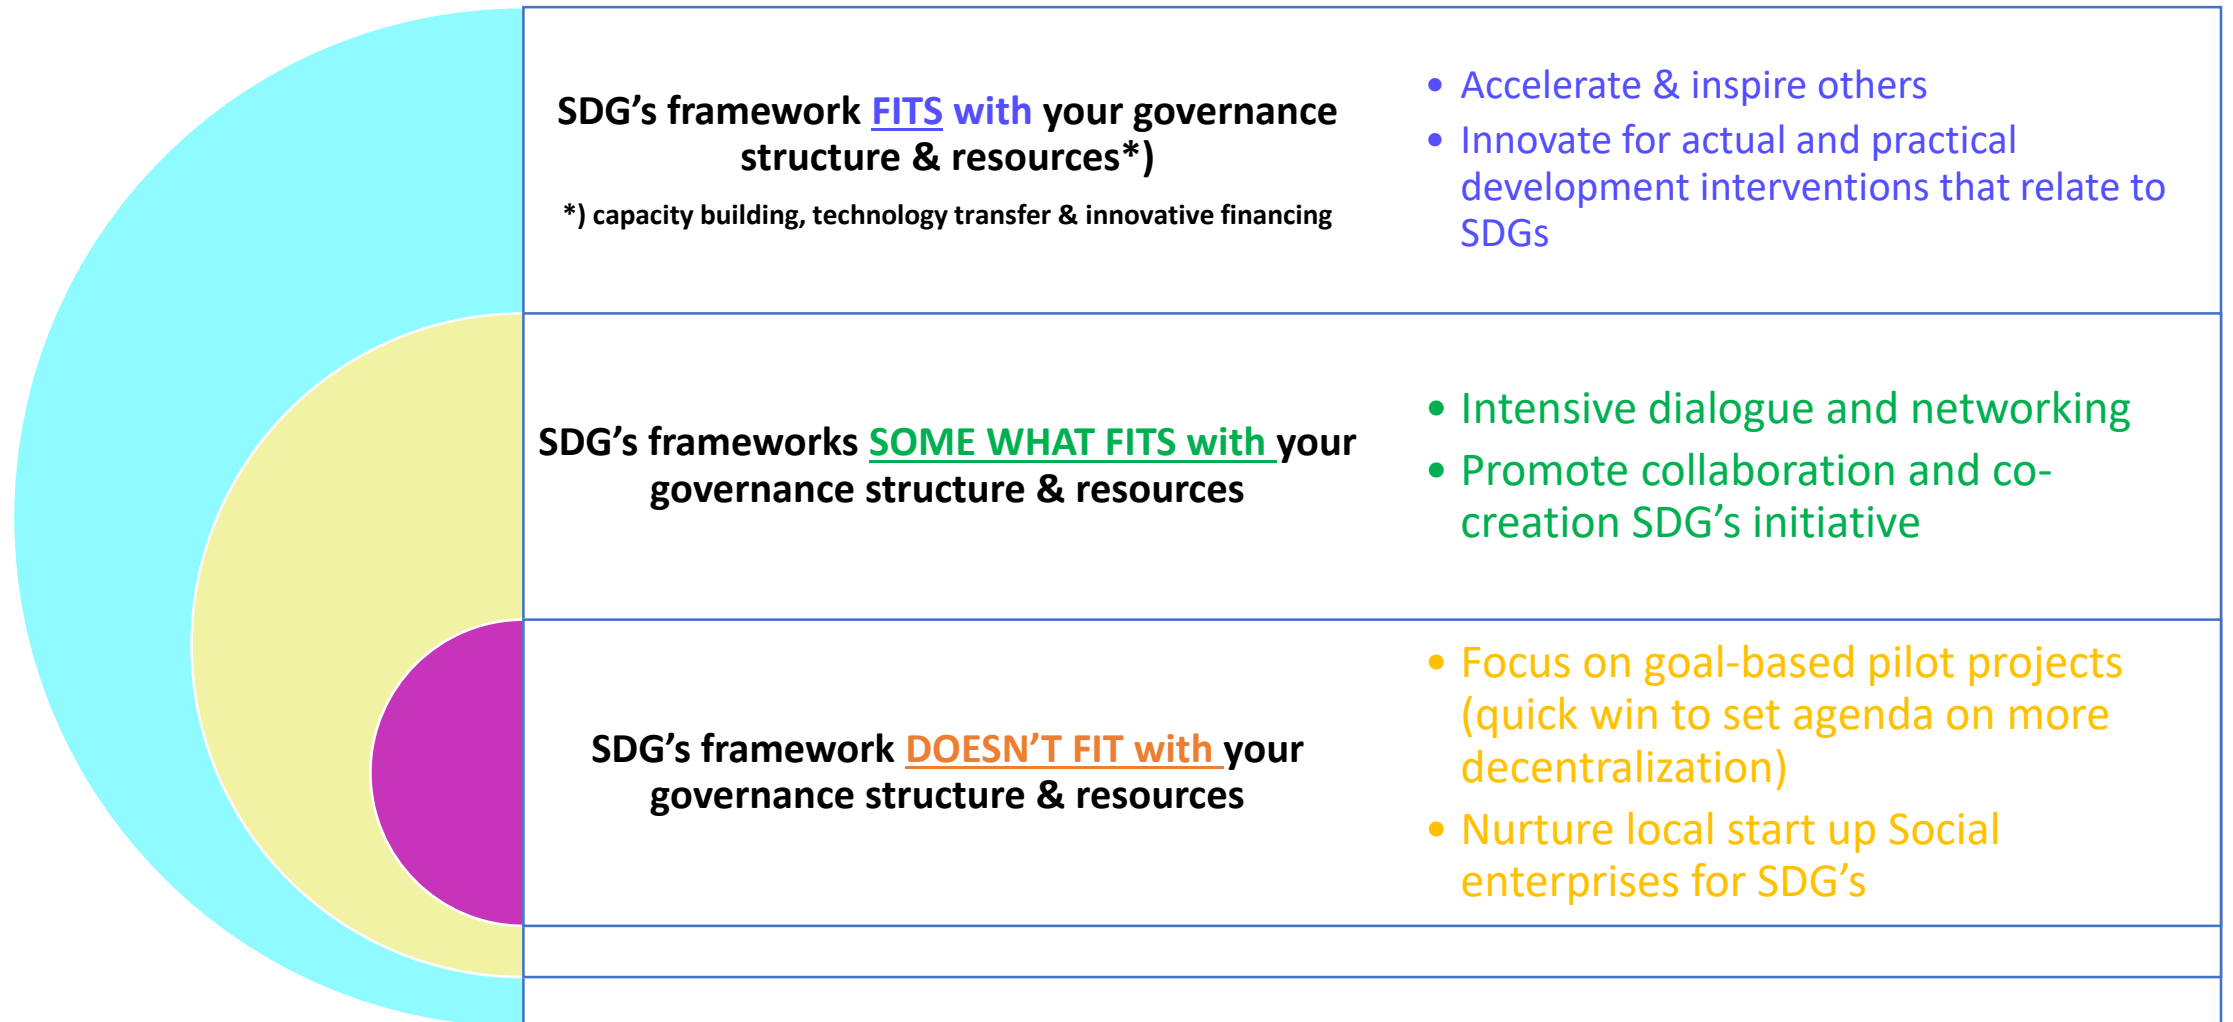 SDG’s framework FITS with your governance
structure & resources*)
*) capacity building, technology transfer & innovative financing
• Accelerate & inspire others
• Innovate for actual and practical
development interventions that relate to
SDGs
SDG’s frameworks SOME WHAT FITS with your
governance structure & resources
• Intensive dialogue and networking
• Promote collaboration and co-
creation SDG’s initiative
SDG’s framework DOESN’T FIT with your
governance structure & resources
• Focus on goal-based pilot projects
(quick win to set agenda on more
decentralization)
• Nurture local start up Social
enterprises for SDG’s